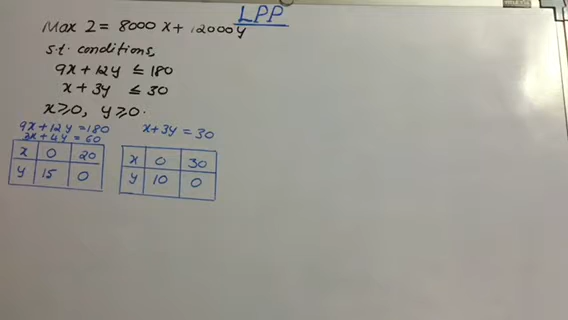 LPP
Max Z = 8000 x + 12000y
s.t. conditions,
9x + 12y ≤ 180
x + 3y ≤ 30
x ≥ 0, y ≥ 0.
9x + 12y = 180
3x + 4y = 60
x 0 20
y 15 0
x + 3y = 30
x 0 30
y 10 0